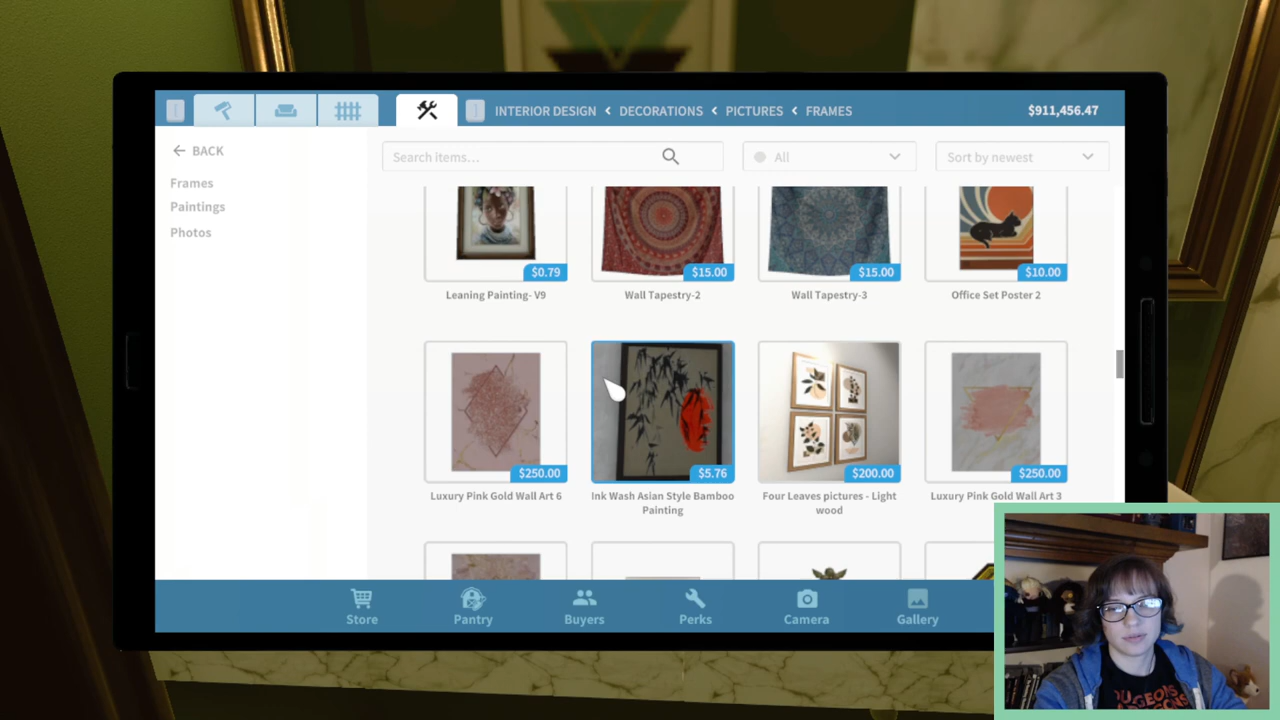 INTERIOR DESIGN < DECORATIONS < PICTURES < FRAMES
$911,456.47
BACK
Frames
Paintings
Photos
Search items...
All
Sort by newest
$0.79
$15.00
$15.00
$10.00
Leaning Painting- V9
Wall Tapestry-2
Wall Tapestry-3
Office Set Poster 2
$250.00
$5.76
$200.00
$250.00
Luxury Pink Gold Wall Art 6
Ink Wash Asian Style Bamboo
Painting
Four Leaves pictures - Light
wood
Luxury Pink Gold Wall Art 3
Store
Pantry
Buyers
Perks
Camera
Gallery